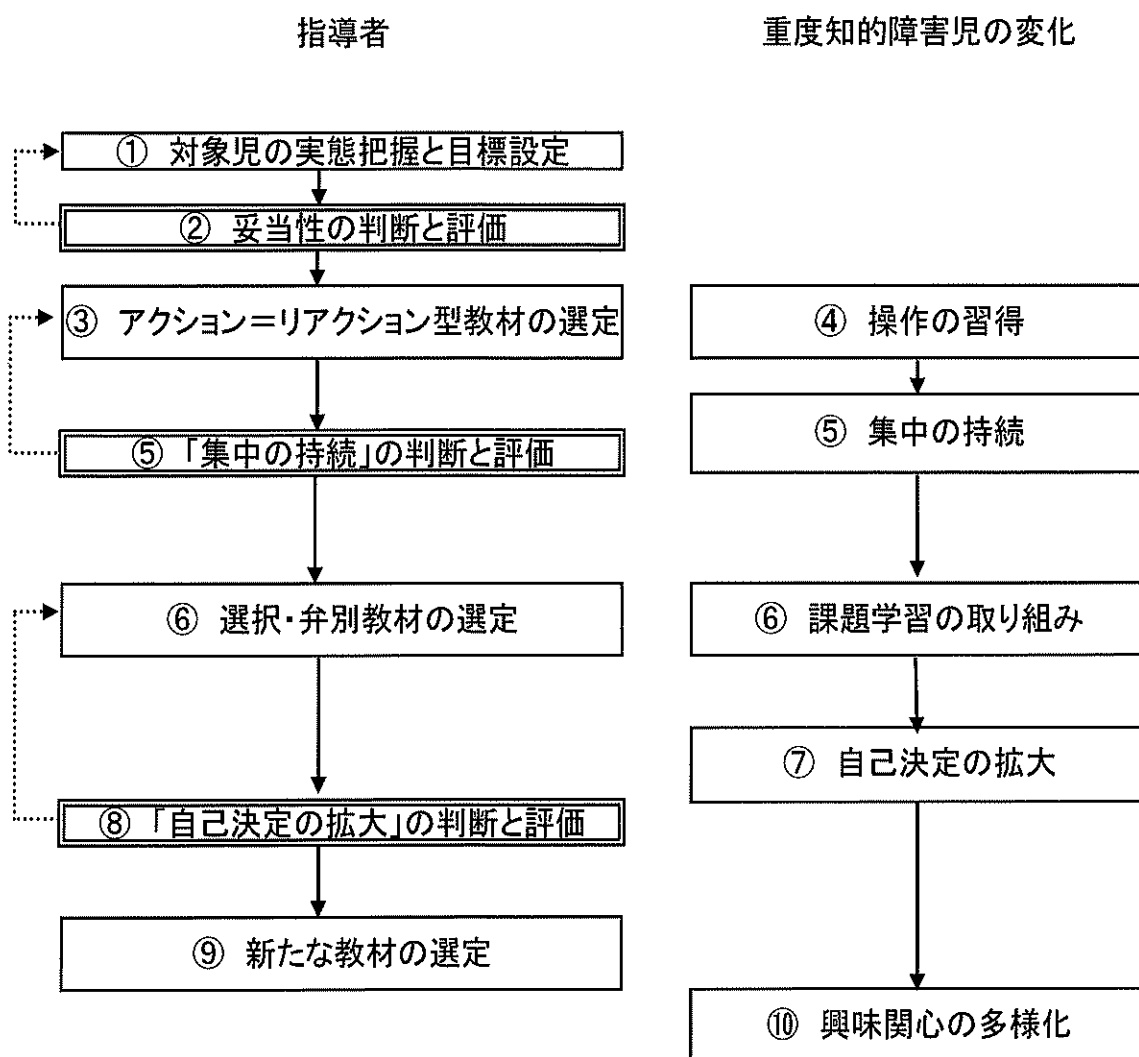 指導者
重度知的障害児の変化
① 対象児の実態把握と目標設定
② 妥当性の判断と評価
③ アクション=リアクション型教材の選定
④ 操作の習得
⑤ 集中の持続
⑤「集中の持続」の判断と評価
⑥ 選択・弁別教材の選定
⑥ 課題学習の取り組み
⑦ 自己決定の拡大
⑧「自己決定の拡大」の判断と評価
⑨ 新たな教材の選定
⑩ 興味関心の多様化